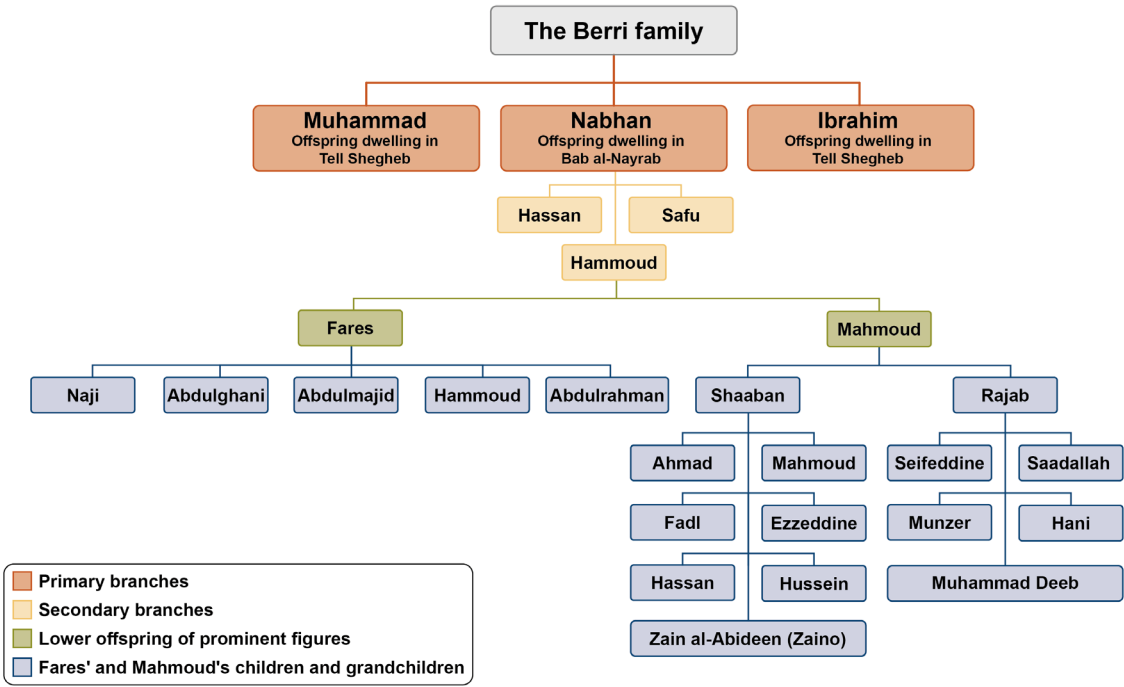 The Berri family
Muhammad
Offspring dwelling in
Tell Shegheb
Nabhan
Offspring dwelling in
Bab al-Nayrab
Ibrahim
Offspring dwelling in
Tell Shegheb
Hassan
Safu
Hammoud
Fares
Mahmoud
Naji
Abdulghani
Abdulmajid
Hammoud
Abdulrahman
Shaaban
Rajab
Ahmad
Mahmoud
Seifeddine
Saadallah
Fadl
Ezzeddine
Munzer
Hani
Hassan
Hussein
Muhammad Deeb
Zain al-Abideen (Zaino)
Primary branches
Secondary branches
Lower offspring of prominent figures
Fares' and Mahmoud's children and grandchildren